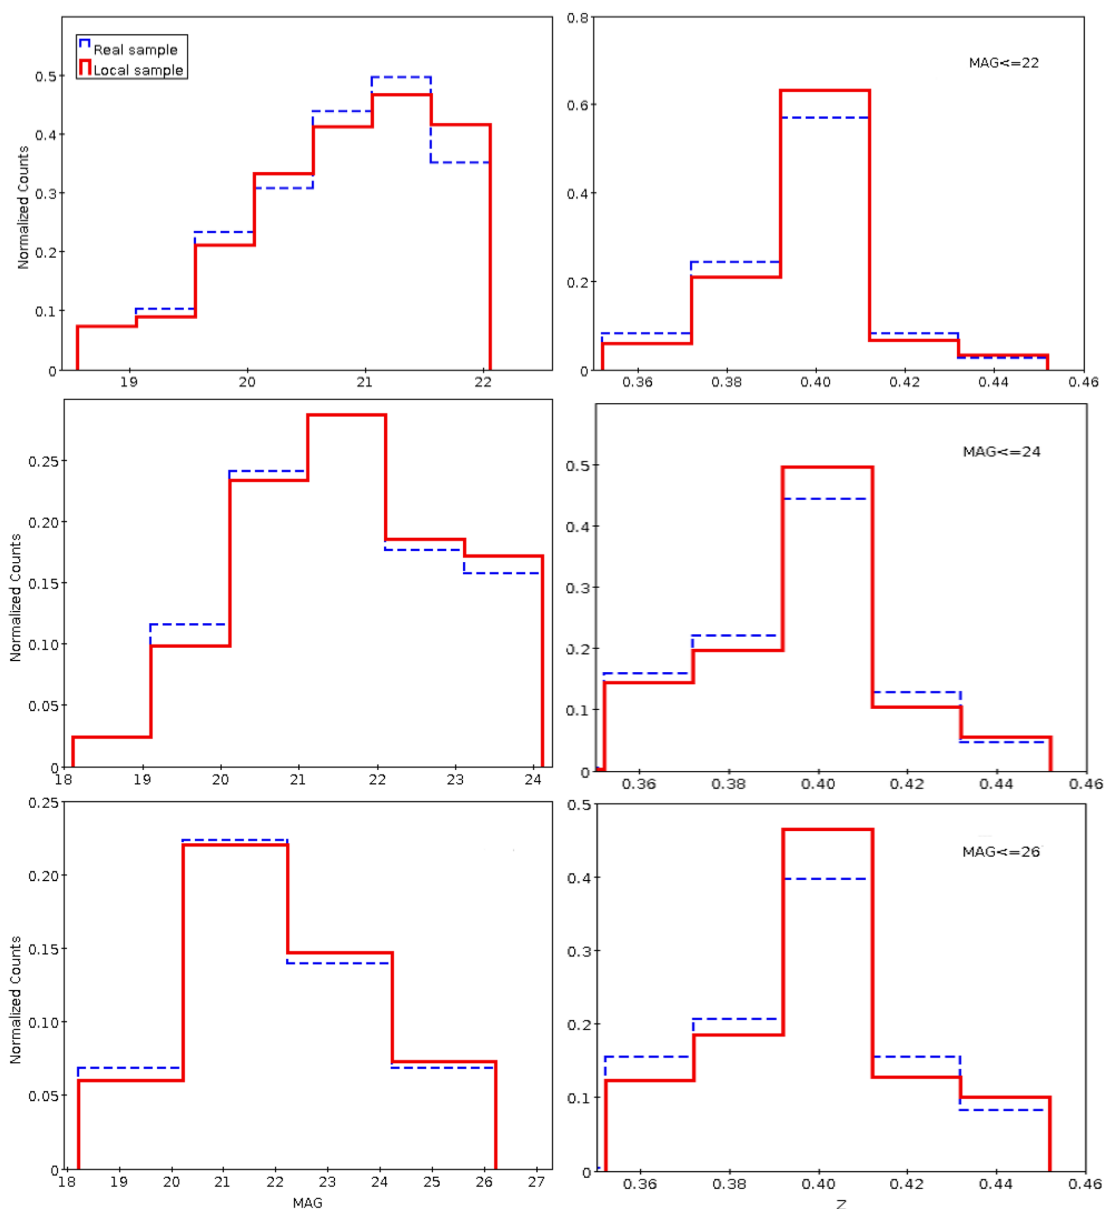 Real sample
Local sample
Normalized Counts
0.5
0.4
0.3
0.2
0.1
0
19 20 21 22
MAG<=22
0.8
0.6
0.4
0.2
0
0.36 0.38 0.40 0.42 0.44 0.46
Normalized Counts
0.25
0.20
0.15
0.10
0.05
0
18 19 20 21 22 23 24
MAG<=24
0.5
0.4
0.3
0.2
0.1
0
0.36 0.38 0.40 0.42 0.44 0.46
Normalized Counts
0.25
0.20
0.15
0.10
0.05
0
18 19 20 21 22 23 24 25 26 27
MAG
MAG<=26
0.5
0.4
0.3
0.2
0.1
0
0.36 0.38 0.40 0.42 0.44 0.46
Z